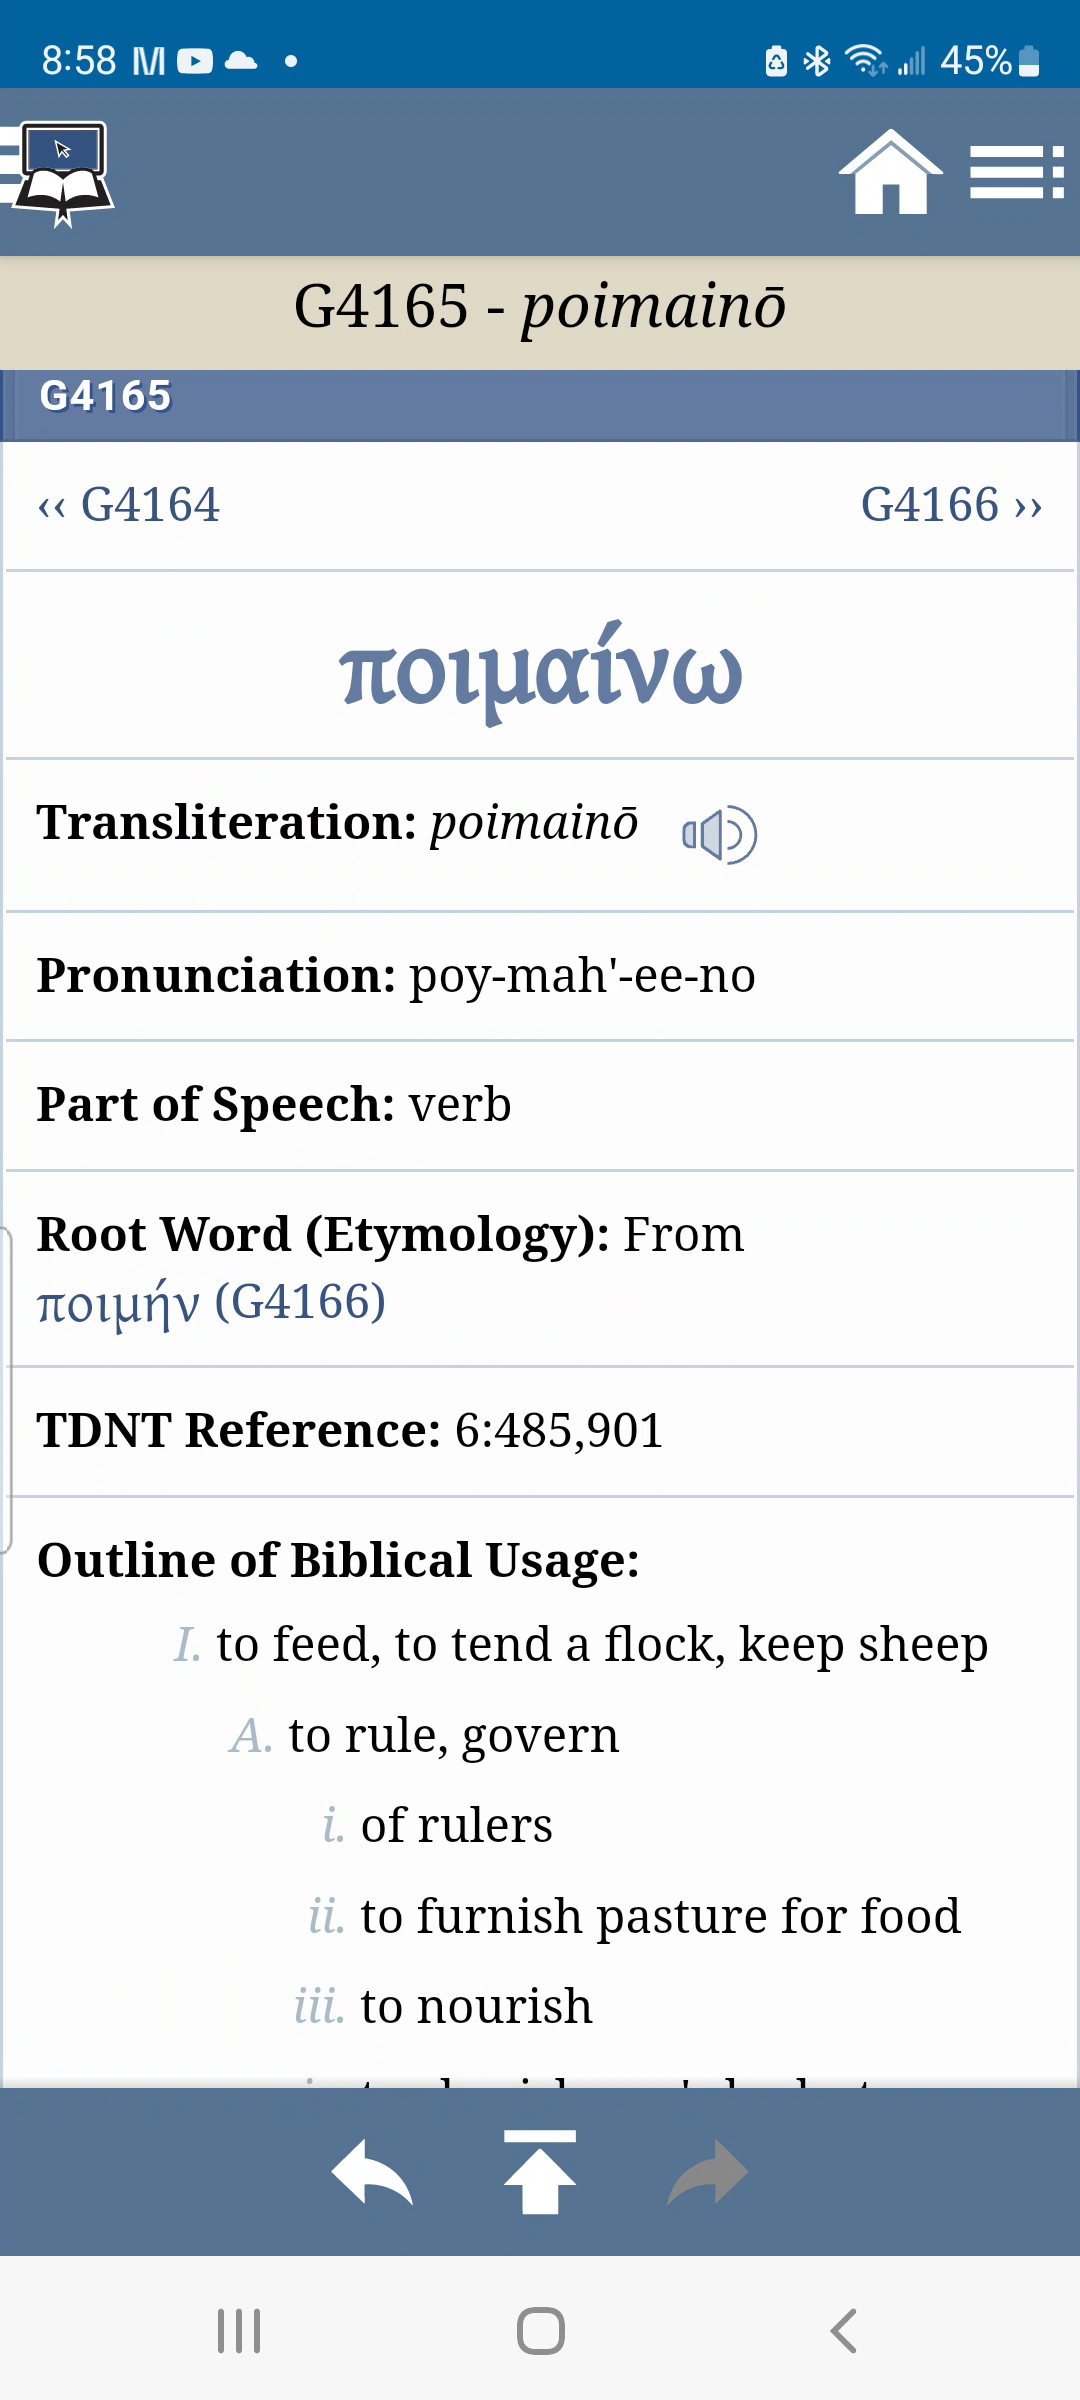 8:58
45%
G4165 - poimainō
G4165
‹‹ G4164
G4166 ››
ποιμαίνω
Transliteration: poimainō
Pronunciation: poy-mah'-ee-no
Part of Speech: verb
Root Word (Etymology): From
ποιμήν (G4166)
TDNT Reference: 6:485,901
Outline of Biblical Usage:
I. to feed, to tend a flock, keep sheep
A. to rule, govern
i. of rulers
ii. to furnish pasture for food
iii. to nourish